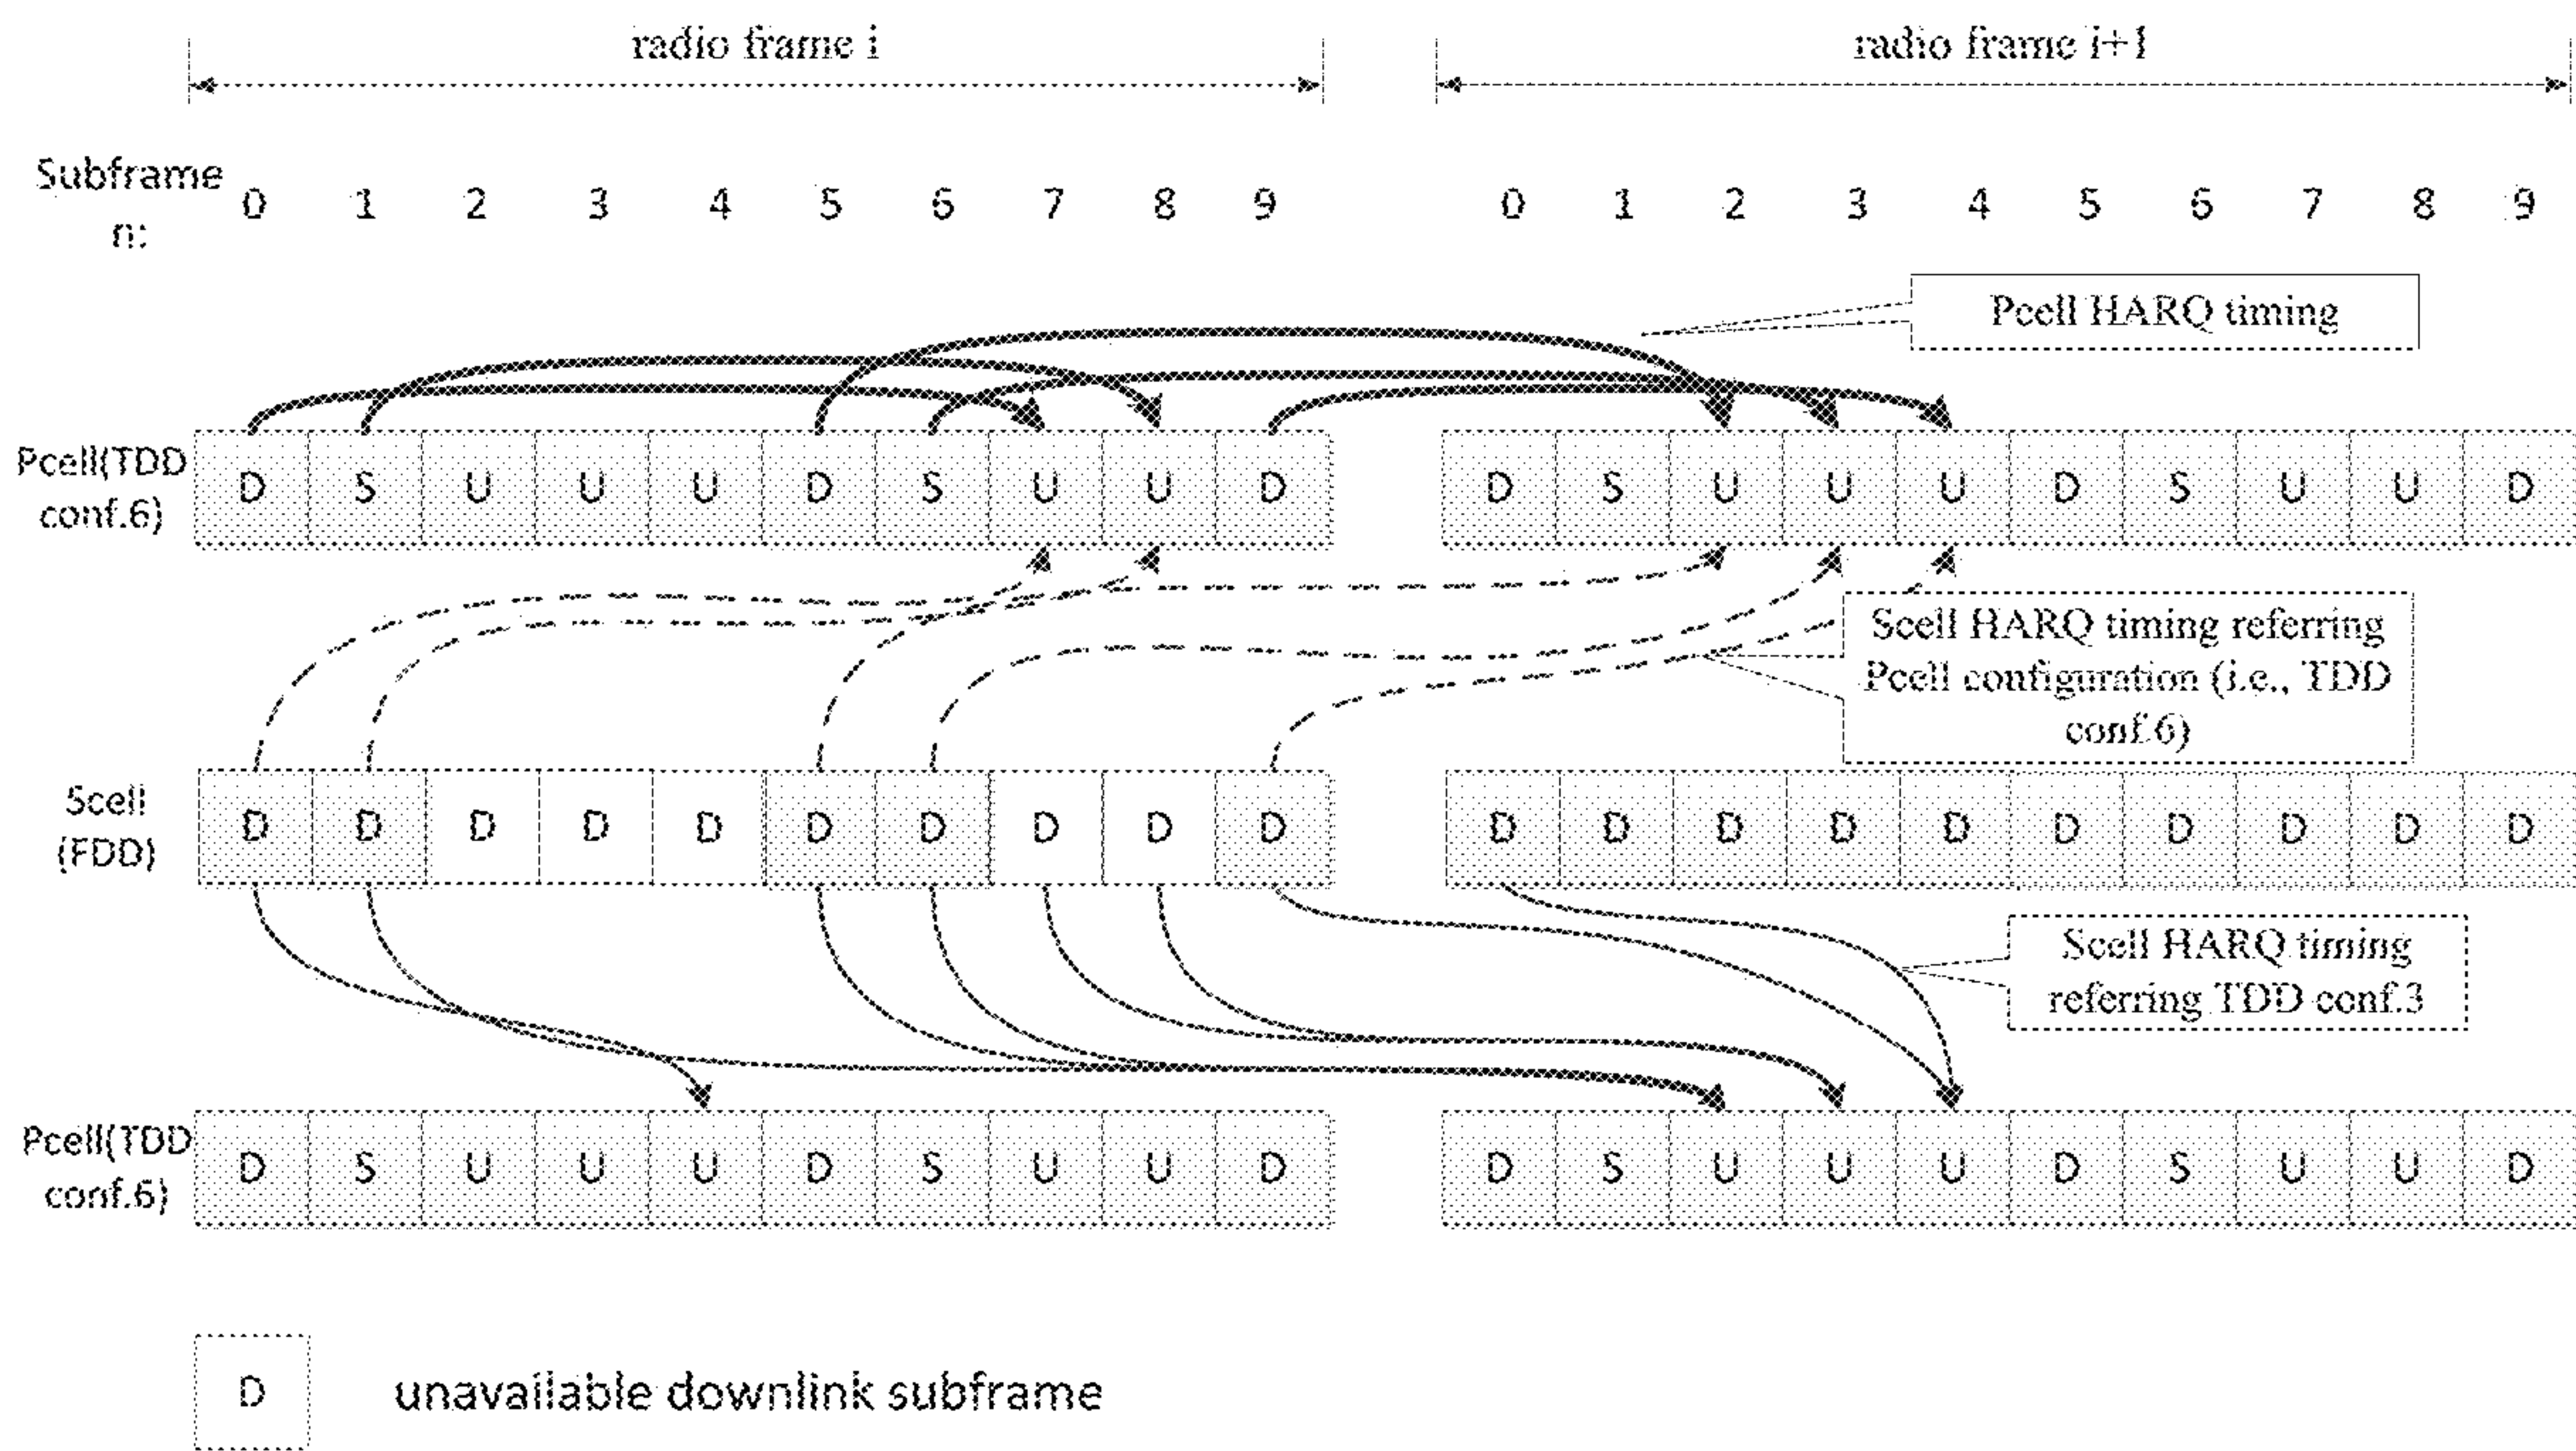 radio frame i radio frame i+1
Subframe
n: 0 1 2 3 4 5 6 7 8 9 0 1 2 3 4 5 6 7 8 9
Pcell HARQ timing
Pcell(TDD
conf.6)
D S U U U D S U U D D S U U U D S U U D
Scell HARQ timing referring
Pcell configuration (i.e., TDD
conf.6)
Scell
(FDD)
D D D D D D D D D D D D D D D D D D D D
Scell HARQ timing
referring TDD conf.3
Pcell(TDD
conf.6)
D S U U U D S U U D D S U U U D S U U D
D unavailable downlink subframe